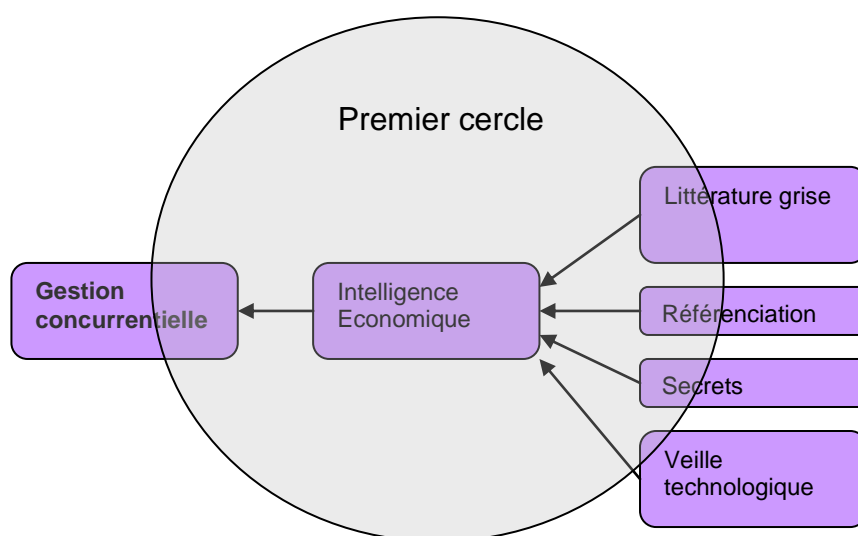 Premier cercle
Littérature grise
Gestion
concurrentielle
Intelligence
Economique
Référenciation
Secrets
Veille
technologique